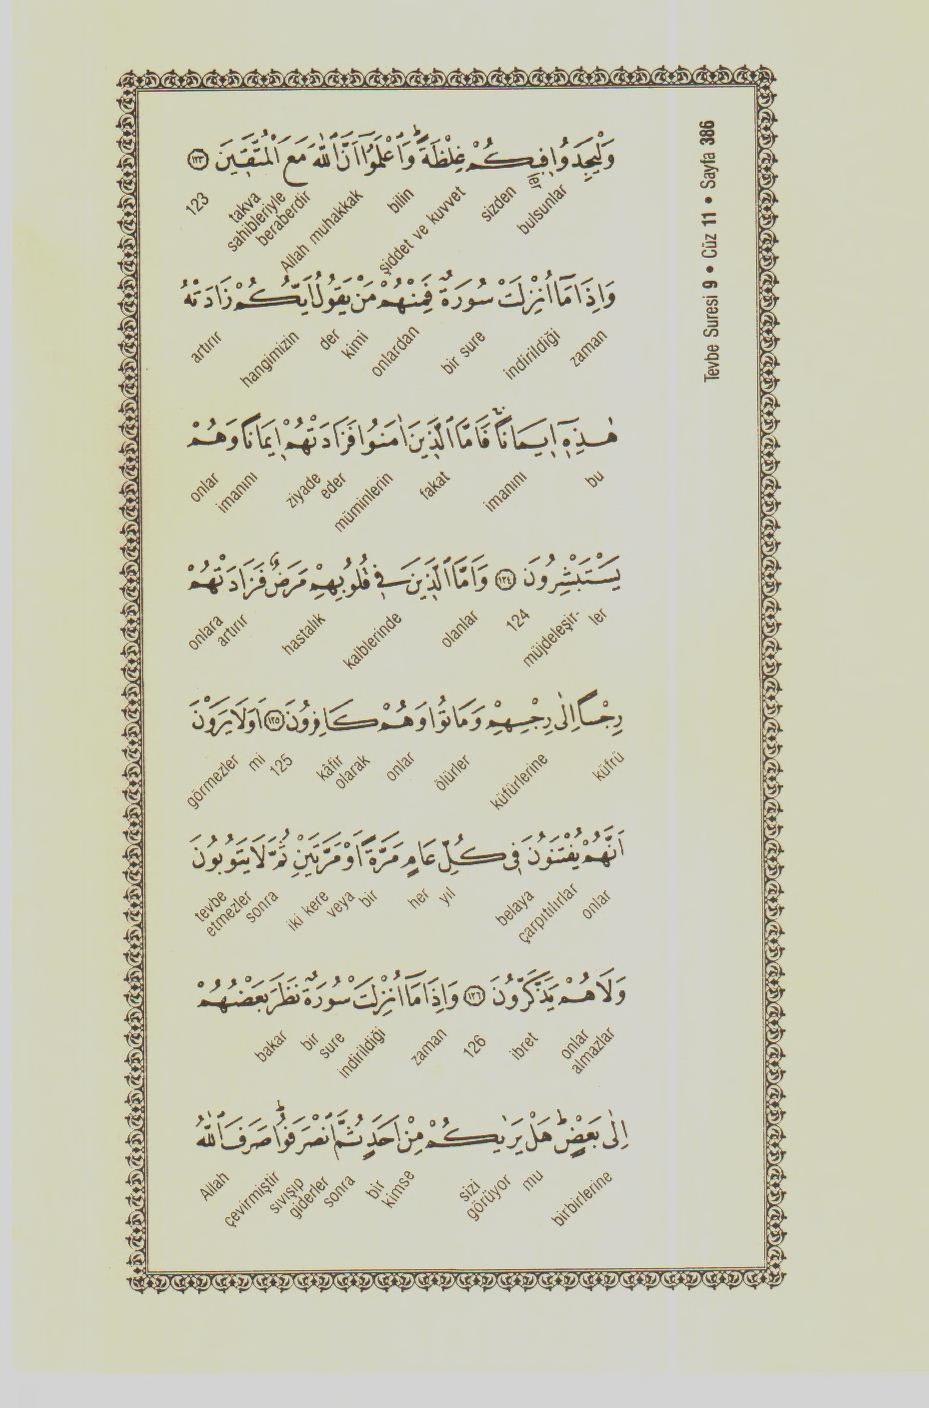 Tevbe Suresi 9 • Cüz 11 • Sayfa 386
وَلْيَجِدُوا فِيكُمْ غِلْظَةً ۜ وَاعْلَمُٓوا اَنَّ اللّٰهَ مَعَ الْمُتَّقِينَ ﴿١٢٣﴾
bulsunlar sizden şiddet ve kuvvet bilin Allah muhakkak beraberdir sahibleriyle takva 123
وَاِذَا مَٓا اُنْزِلَتْ سُورَةٌ فَمِنْهُمْ مَنْ يَقُولُ اَيُّكُمْ زَادَتْهُ
zaman indirildiği bir sure onlardan kimi der hangimizin artırır
هٰذِهِٓ اِيمَانًاۚ فَاَمَّا الَّذِينَ اٰمَنُوا فَزَادَتْهُمْ اِيمَانًا وَهُمْ
bu imanını fakat müminlerin ziyade eder imanını onlar
يَسْتَبْشِرُونَ ﴿١٢٤﴾ وَاَمَّا الَّذِينَ فِي قُلُوبِهِمْ مَرَضٌ فَزَادَتْهُمْ
müjdeleşir- ler 124 olanlar kalblerinde hastalık artırır onlara
رِجْسًا اِلٰى رِجْسِهِمْ وَمَاتُوا وَهُمْ كَافِرُونَ ﴿١٢٥﴾ اَوَلَا يَرَوْنَ
küfrü küfürlerine ölürler onlar kâfir olarak 125 mi görmezler
اَنَّهُمْ يُفْتَنُونَ فِي كُلِّ عَامٍ مَرَّةً اَوْ مَرَّتَيْنِ ثُمَّ لَا يَتُوبُونَ
onlar belaya çarpıtılırlar yıl her bir veya iki kere sonra tevbe etmezler
وَلَا هُمْ يَذَّكَّرُونَ ﴿١٢٦﴾ وَاِذَا مَٓا اُنْزِلَتْ سُورَةٌ نَظَرَ بَعْضُهُمْ
onlar almazlar ibret 126 zaman indirildiği bir sure bakar
اِلٰى بَعْضٍۜ هَلْ يَرٰيكُمْ مِنْ اَحَدٍ ثُمَّ انْصَرَفُواۜ صَرَفَ اللّٰهُ
birbirlerine mu sizi görüyor bir kimse sonra sıvışıp giderler çevirmiştir Allah